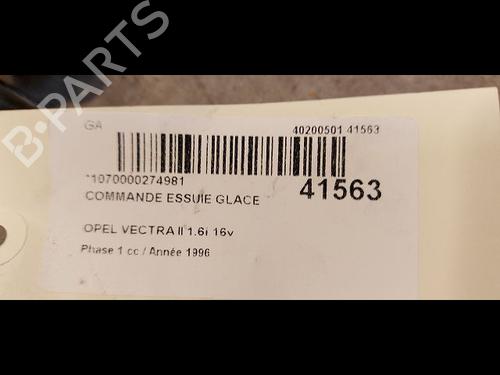 B-PARTS
GA
40200501 41563
*1070000274981
41563
COMMANDE ESSUIE GLACE
OPEL VECTRA II 1.6i 16v
Phase 1 cc / Année 1996